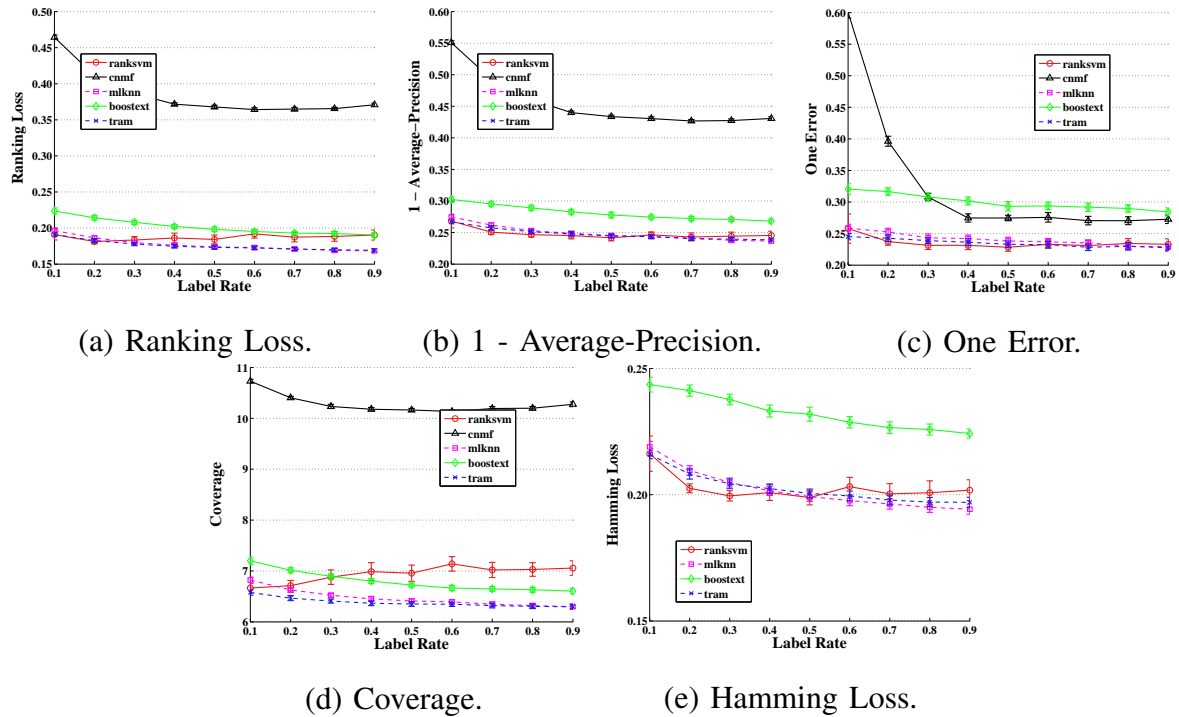 0.50
0.45
0.40
0.35
0.30
0.25
0.20
0.15
0.1 0.2 0.3 0.4 0.5 0.6 0.7 0.8 0.9
Label Rate
Ranking Loss
ranksvm
cnmf
mlknn
boostext
tram
(a) Ranking Loss.
0.60
0.55
0.50
0.45
0.40
0.35
0.30
0.25
0.20
0.1 0.2 0.3 0.4 0.5 0.6 0.7 0.8 0.9
Label Rate
1 – Average–Precision
ranksvm
cnmf
mlknn
boostext
tram
(b) 1 - Average-Precision.
0.60
0.55
0.50
0.45
0.40
0.35
0.30
0.25
0.20
0.1 0.2 0.3 0.4 0.5 0.6 0.7 0.8 0.9
Label Rate
One Error
ranksvm
cnmf
mlknn
boostext
tram
(c) One Error.
11
10
9
8
7
6
0.1 0.2 0.3 0.4 0.5 0.6 0.7 0.8 0.9
Label Rate
Coverage
ranksvm
cnmf
mlknn
boostext
tram
(d) Coverage.
0.25
0.20
0.15
0.1 0.2 0.3 0.4 0.5 0.6 0.7 0.8 0.9
Label Rate
Hamming Loss
ranksvm
mlknn
boostext
tram
(e) Hamming Loss.